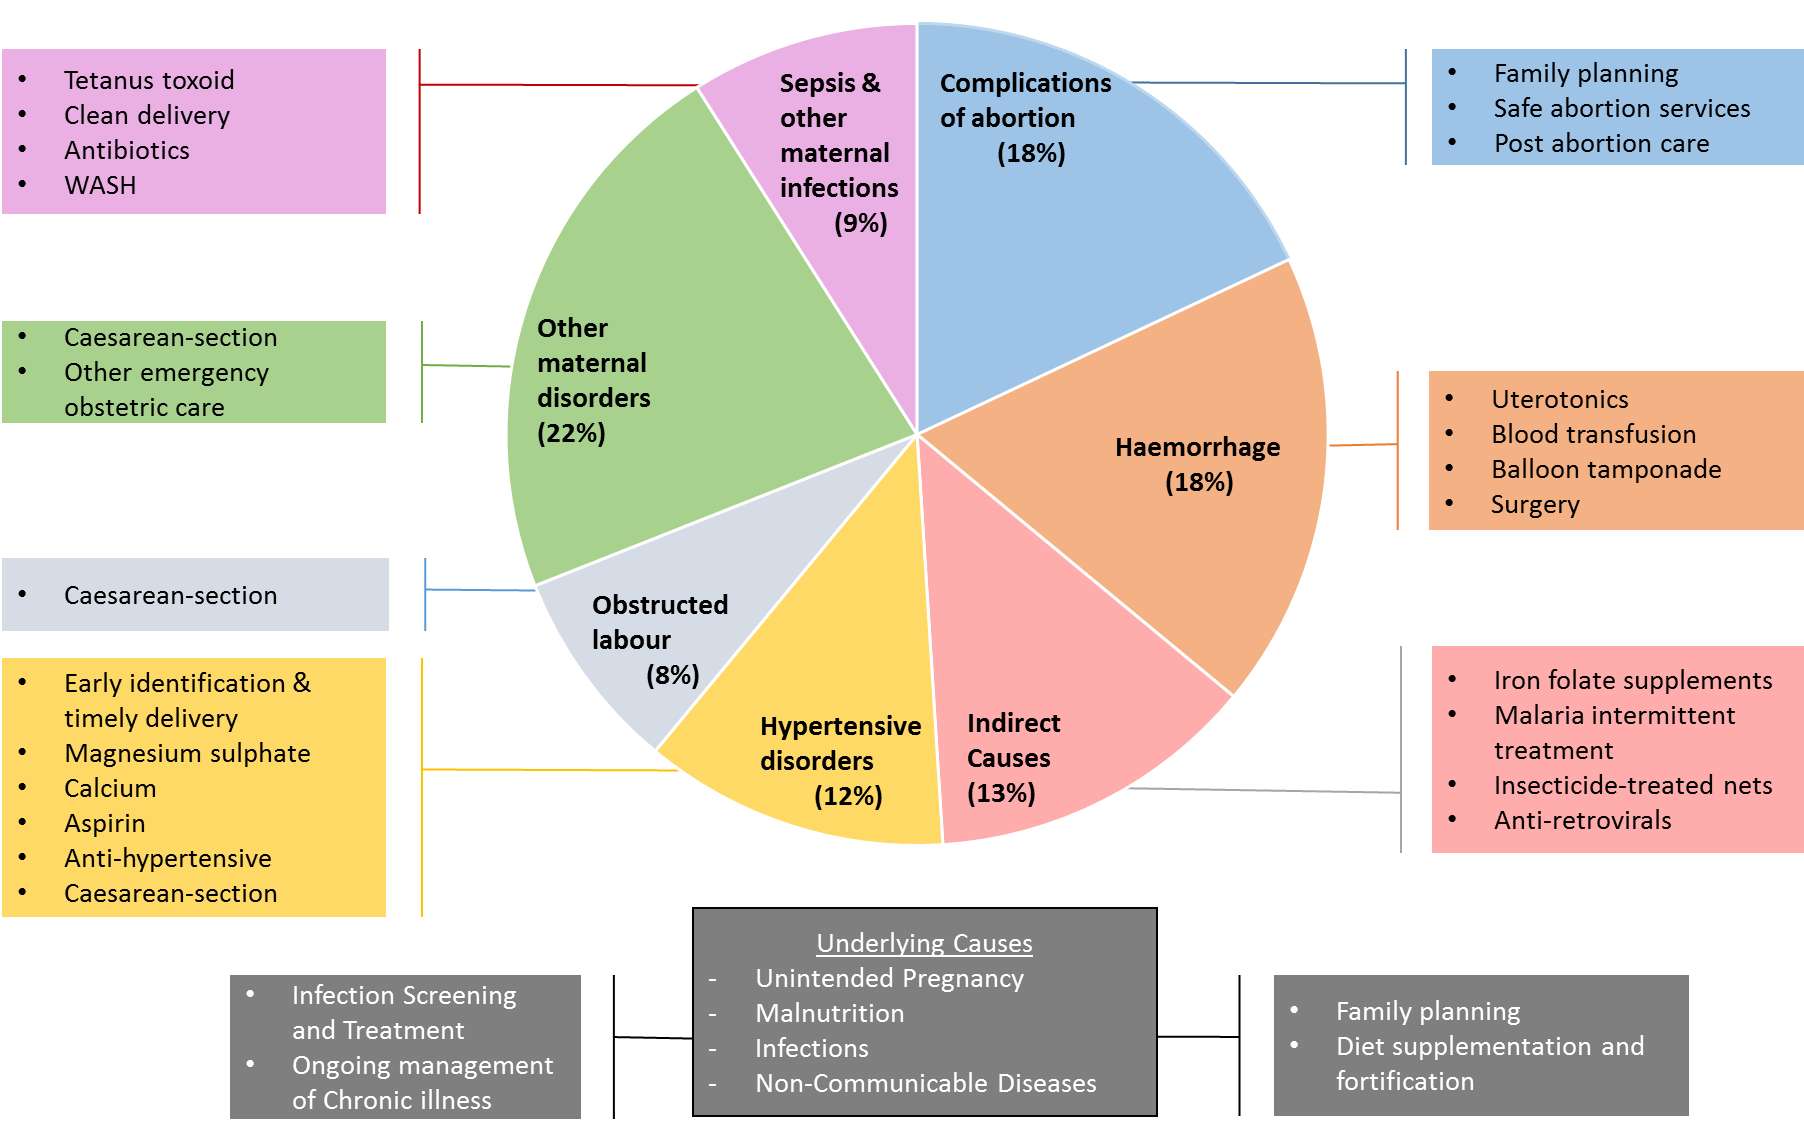 • Tetanus toxoid
• Clean delivery
• Antibiotics
• WASH
Sepsis &
other
maternal
infections
(9%)
Complications
of abortion
(18%)
• Family planning
• Safe abortion services
• Post abortion care
• Caesarean-section
• Other emergency
obstetric care
Other
maternal
disorders
(22%)
Haemorrhage
(18%)
• Uterotonics
• Blood transfusion
• Balloon tamponade
• Surgery
• Caesarean-section
Obstructed
labour
(8%)
• Early identification &
timely delivery
• Magnesium sulphate
• Calcium
• Aspirin
• Anti-hypertensive
• Caesarean-section
Hypertensive
disorders
(12%)
Indirect
Causes
(13%)
• Iron folate supplements
• Malaria intermittent
treatment
• Insecticide-treated nets
• Anti-retrovirals
• Infection Screening
and Treatment
• Ongoing management
of Chronic illness
Underlying Causes
- Unintended Pregnancy
- Malnutrition
- Infections
- Non-Communicable Diseases
• Family planning
• Diet supplementation and
fortification